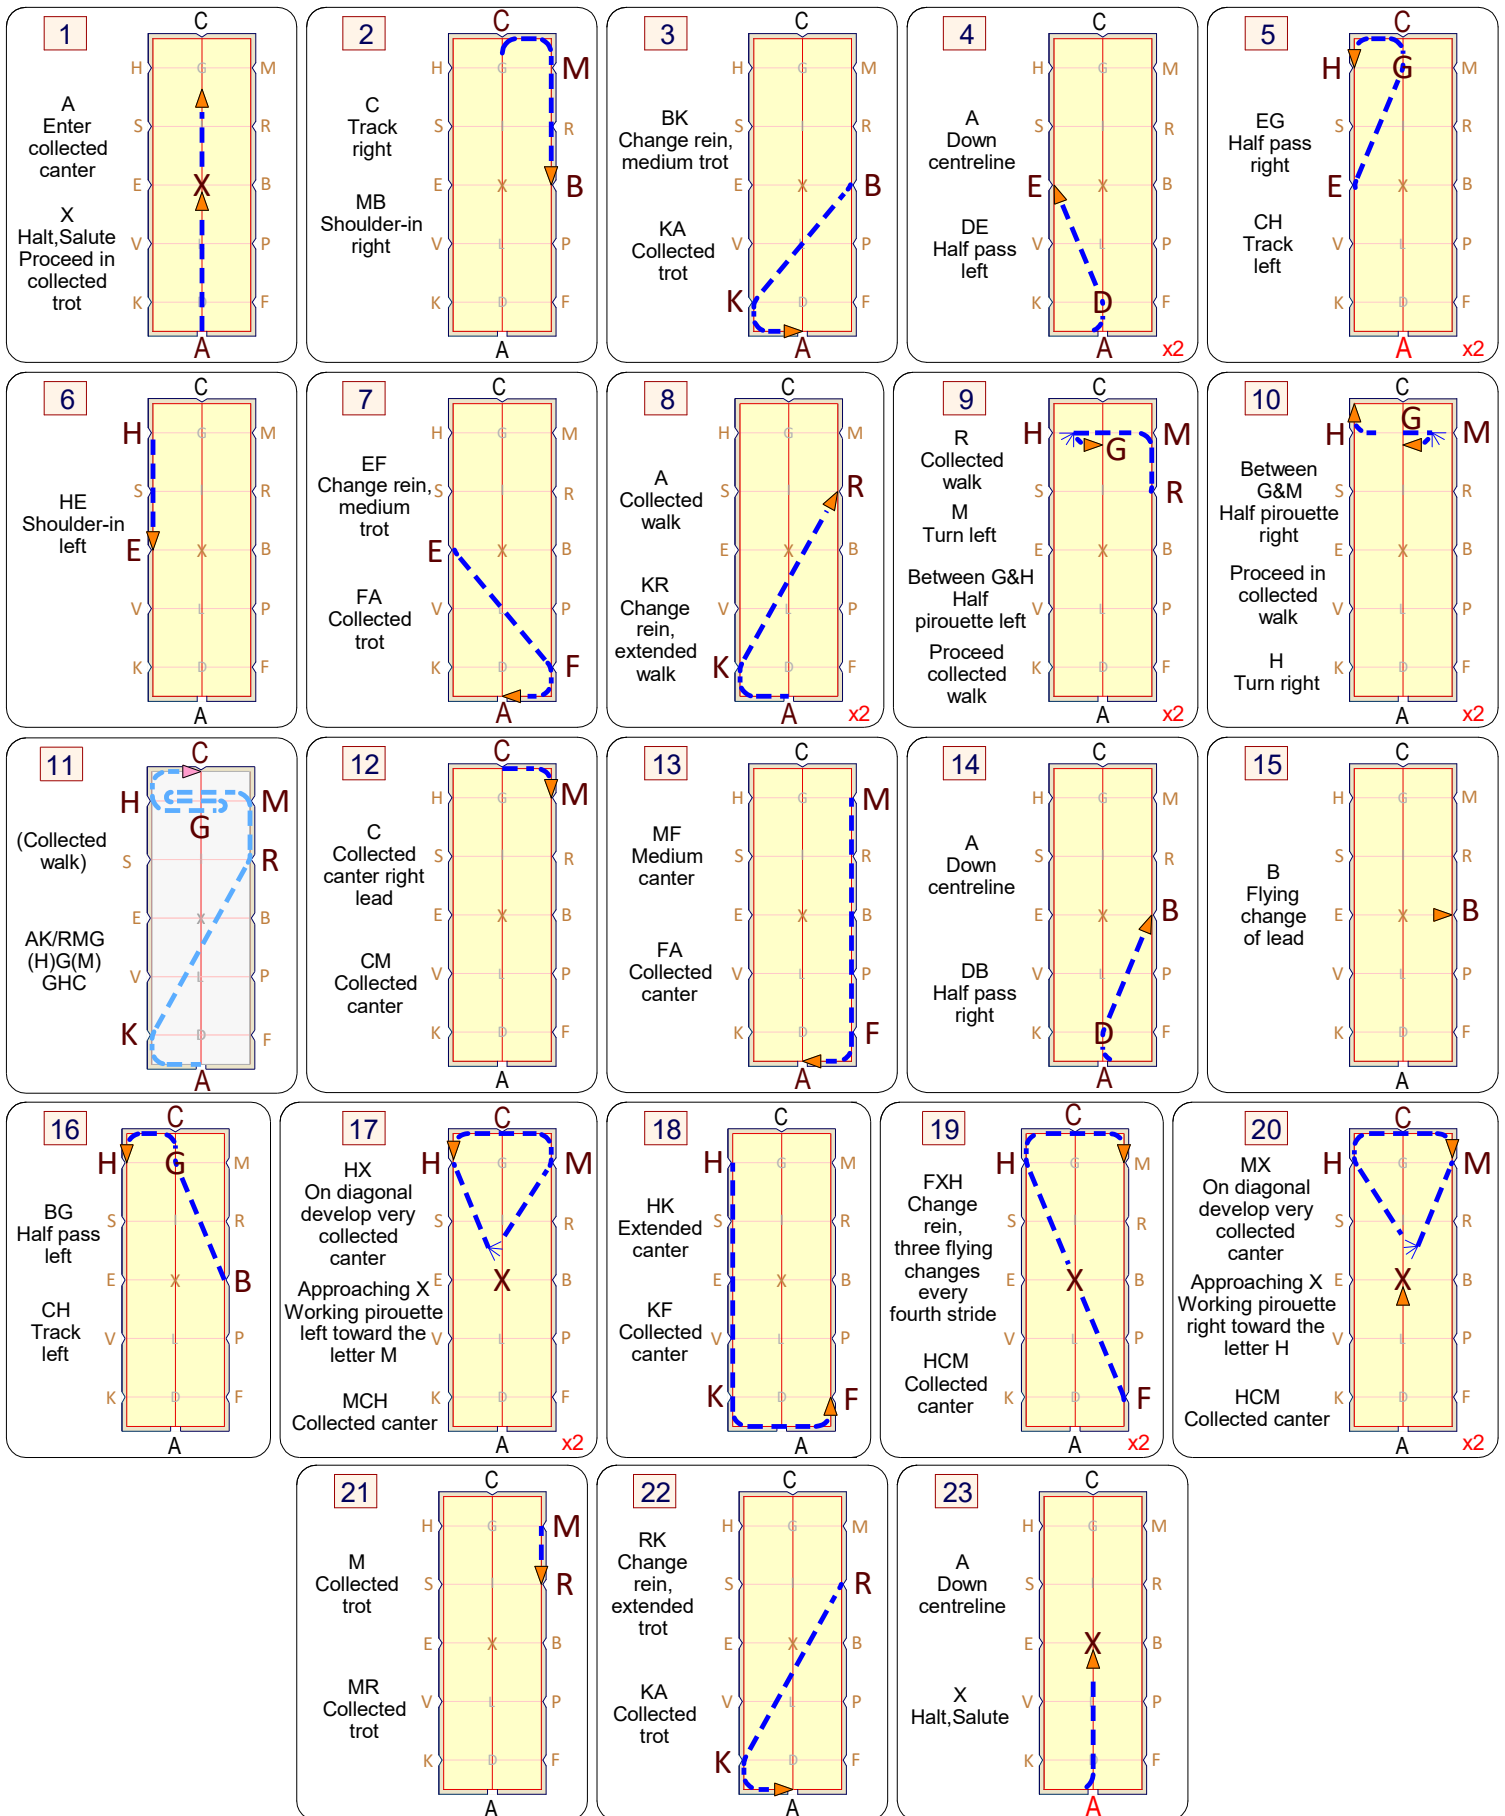 1
C
H G M
A
Enter
collected
canter
S R
E X B
X
Halt,Salute
Proceed in
collected
trot
V P
K F
A
2
C
H G M
C
Track
right
S R
E X B
MB
Shoulder-in
right
V L P
K D F
A
3
C
H G M
BK
Change rein,
medium trot
S R
E X B
KA
Collected
trot
V P
K D F
A
4
C
H G M
A
Down
centreline
S R
E X B
DE
Half pass
left
V L P
K D F
A
x2
5
C
H G M
EG
Half pass
right
S R
E X B
CH
Track
left
V L P
K D F
A
x2
6
C
H G M
HE
Shoulder-in
left
S R
E X B
V L P
K D F
A
7
C
H G M
EF
Change rein,
medium
trot
S R
E X B
FA
Collected
trot
V L P
K D F
A
8
C
H G M
A
Collected
walk
S R
E X B
KR
Change
rein,
extended
walk
V L P
K D F
A
x2
9
C
H G M
R
Collected
walk
M
Turn left
S R
E X B
Between G&H
Half
pirouette left
Proceed
collected
walk
V L P
K D F
A
x2
10
C
H G M
Between
G&M
Half pirouette
right
S R
E X B
Proceed in
collected
walk
H
Turn right
V L P
K D F
A
x2
11
C
H M
G
(Collected
walk)
S R
E X B
AK/RMG
(H)G(M)
GHC
V L P
K D F
A
12
C
H G M
C
Collected
canter right
lead
S R
E X B
CM
Collected
canter
V L P
K D F
A
13
C
H G M
MF
Medium
canter
S R
E X B
FA
Collected
canter
V L P
K D F
A
14
C
H G M
A
Down
centreline
S R
E X B
DB
Half pass
right
V L P
K D F
A
15
C
H G M
B
Flying
change
of lead
S R
E X B
V L P
K D F
A
16
C
H G M
BG
Half pass
left
S R
E X B
CH
Track
left
V L P
K D F
A
17
C
H G M
HX
On diagonal
develop very
collected
canter
S R
E X B
Approaching X
Working pirouette
left toward the
letter M
MCH
Collected canter
V L P
K D F
A
x2
18
C
H G M
HK
Extended
canter
S R
E X B
KF
Collected
canter
V L P
K D F
A
19
C
H G M
FXH
Change
rein,
three flying
changes
every
fourth stride
S R
E X B
HCM
Collected
canter
V L P
K D F
A
x2
20
C
H G M
MX
On diagonal
develop very
collected
canter
S R
E X B
Approaching X
Working pirouette
right toward the
letter H
HCM
Collected canter
V L P
K D F
A
x2
21
C
H G M
M
Collected
trot
S R
E X B
MR
Collected
trot
V L P
K D F
A
22
C
H G M
RK
Change
rein,
extended
trot
S R
E X B
KA
Collected
trot
V L P
K D F
A
23
C
H G M
A
Down
centreline
S R
E X B
X
Halt,Salute
V P
K F
A